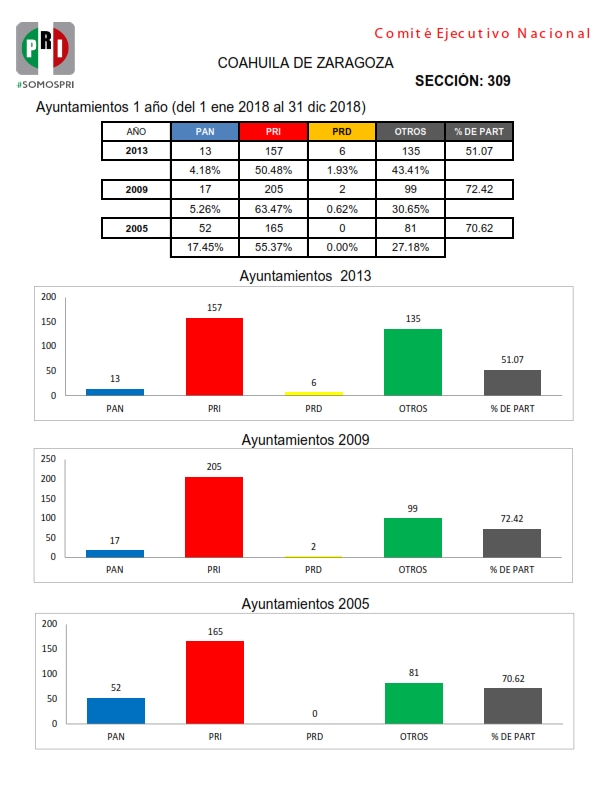 Comité Ejecutivo Nacional
PRI
#SOMOSPRI
COAHUILA DE ZARAGOZA
SECCIÓN: 309
Ayuntamientos 1 año (del 1 ene 2018 al 31 dic 2018)
AÑO PAN PRI PRD OTROS % DE PART
2013 13 157 6 135 51.07
4.18% 50.48% 1.93% 43.41%
2009 17 205 2 99 72.42
5.26% 63.47% 0.62% 30.65%
2005 52 165 0 81 70.62
17.45% 55.37% 0.00% 27.18%
Ayuntamientos 2013
200
157
150
135
100
50
51.07
13
6
0
PAN PRI PRD OTROS % DE PART
Ayuntamientos 2009
250
205
200
150
100
99
72.42
50
17
2
0
PAN PRI PRD OTROS % DE PART
Ayuntamientos 2005
200
165
150
100
81
70.62
52
50
0
0
PAN PRI PRD OTROS % DE PART